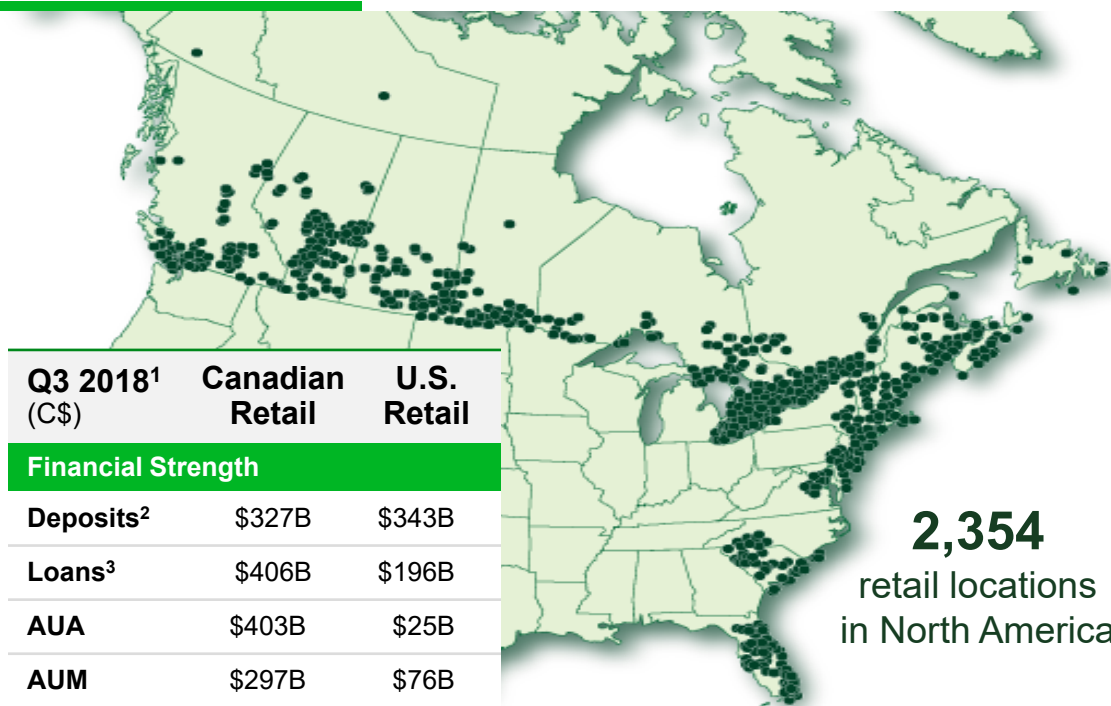 Q3 2018¹ Canadian U.S.
(C$) Retail Retail
Financial Strength
Deposits² $327B $343B
Loans³ $406B $196B
AUA $403B $25B
AUM $297B $76B
2,354
retail locations
in North America